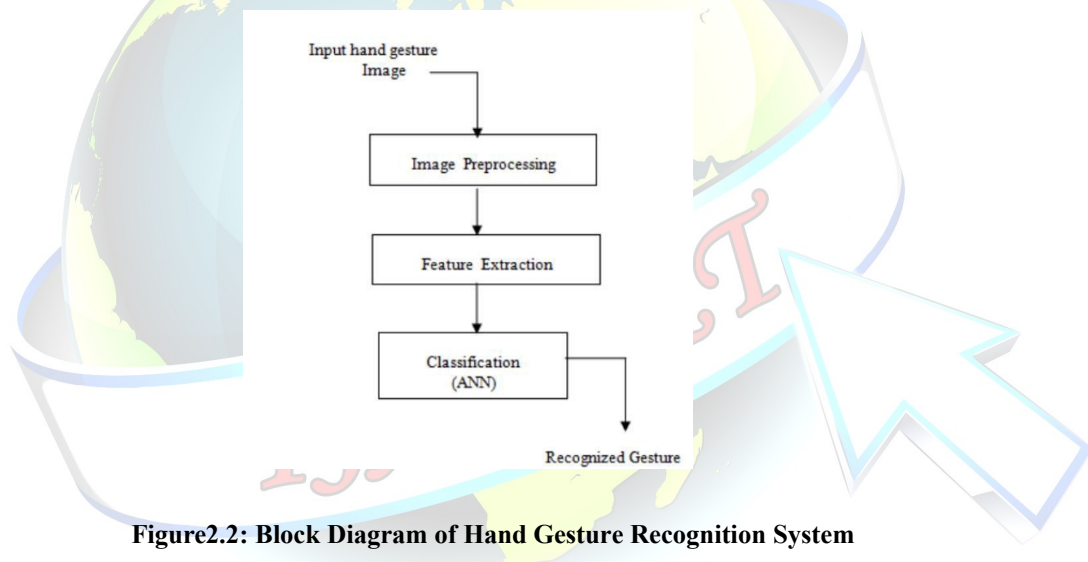 Input hand gesture
Image
Image Preprocessing
Feature Extraction
Classification
(ANN)
Recognized Gesture
Figure2.2: Block Diagram of Hand Gesture Recognition System